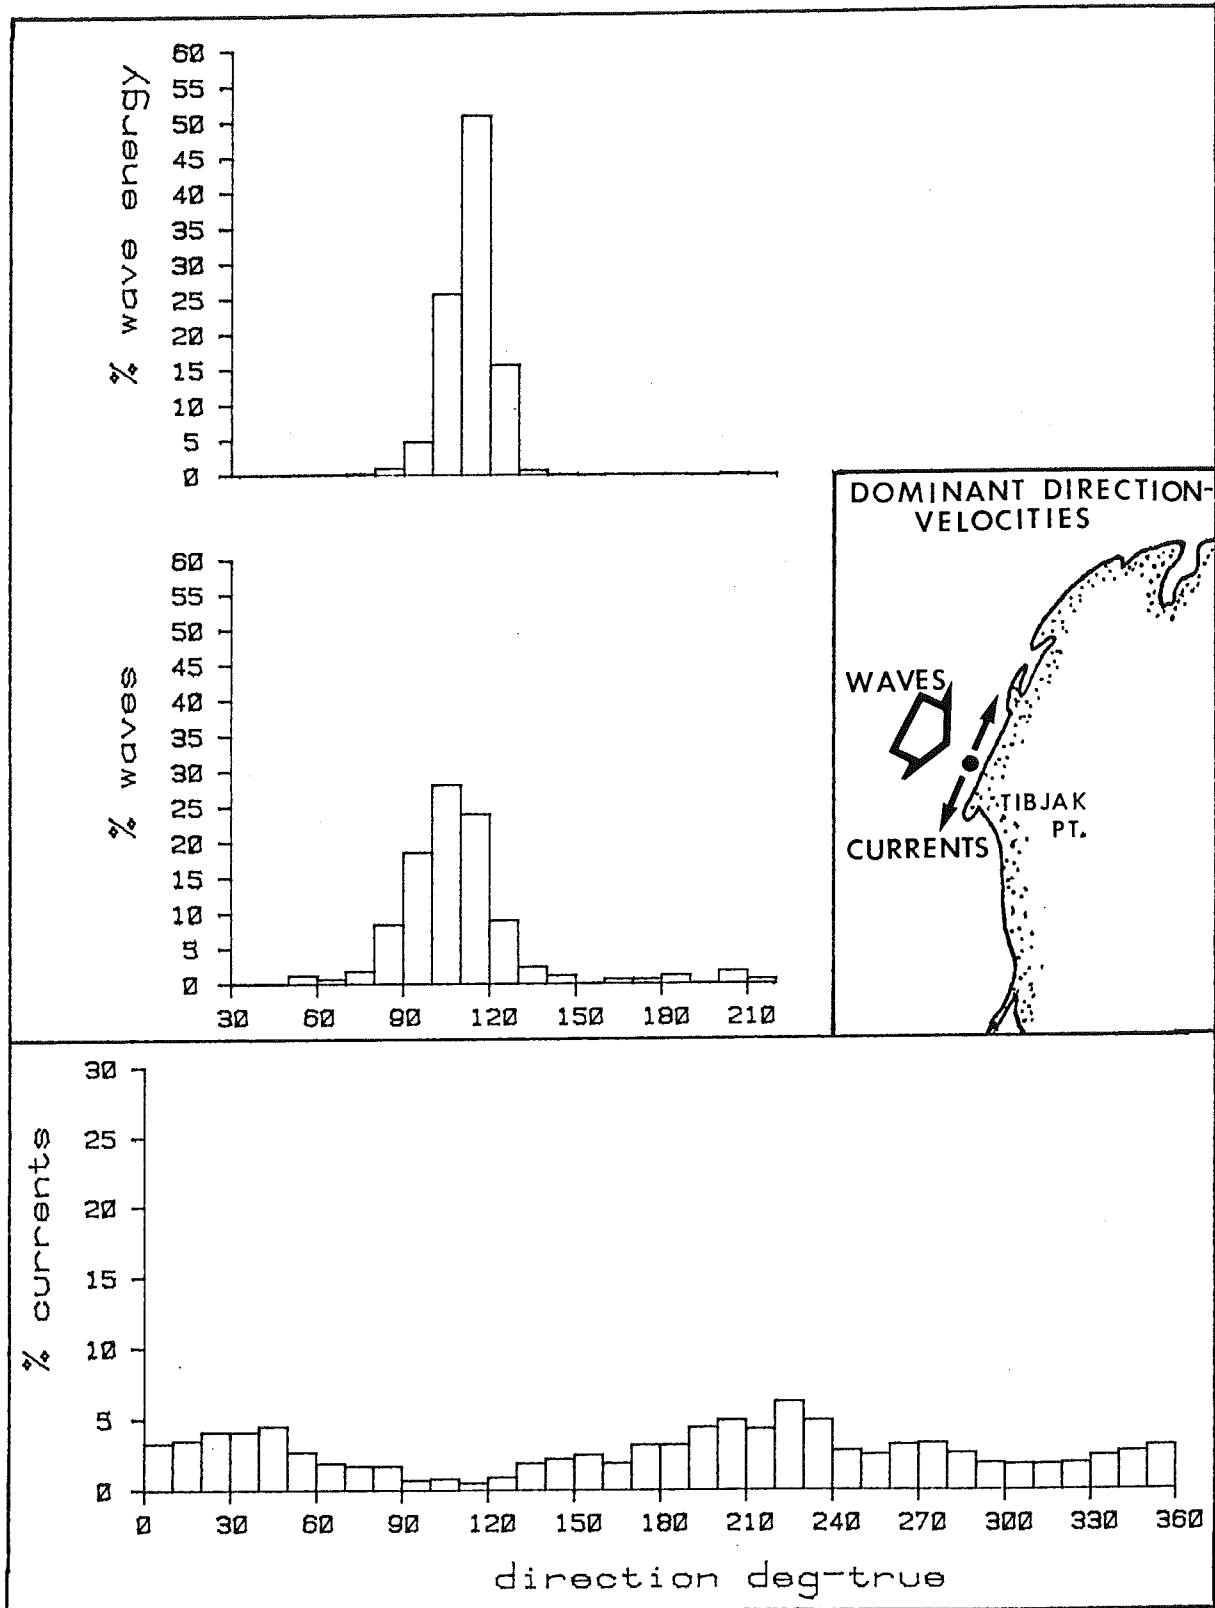 % wave energy
60
55
50
45
40
35
30
25
20
15
10
5
0
% waves
60
55
50
45
40
35
30
25
20
15
10
5
0
30 60 90 120 150 180 210
DOMINANT DIRECTION-
VELOCITIES
WAVES
TIBJAK
PT.
CURRENTS
% currents
30
25
20
15
10
5
0
0 30 60 90 120 150 180 210 240 270 300 330 360
direction deg-true